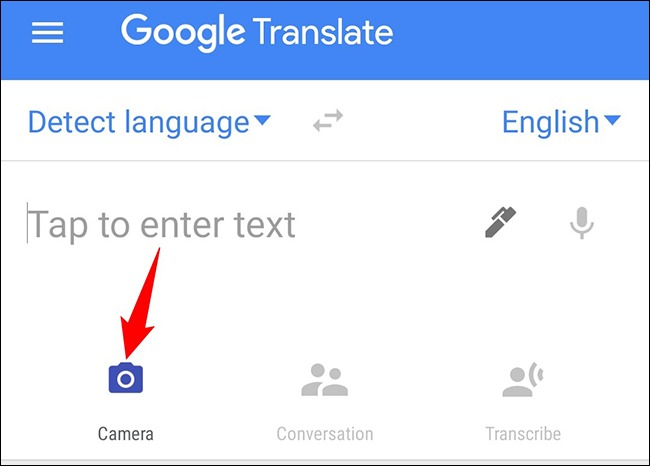 Google Translate
Detect language English
Tap to enter text
Camera Conversation Transcribe